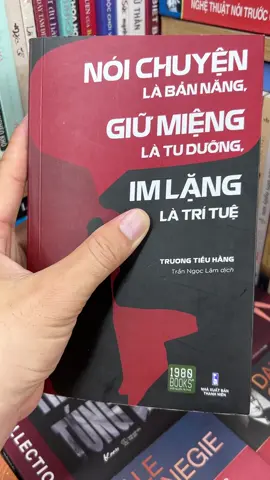 NGHỆ THUẬT NÓI TRƯỚC
NÓI CHUYỆN
LÀ BẢN NĂNG,
GIỮ MIỆNG
LÀ TU DƯỠNG,
IM LẶNG
LÀ TRÍ TUỆ
TRƯƠNG TIẾU HẰNG
Trần Ngọc Lâm dịch
1980
BOOKS
NHÀ XUẤT BẢN
THANH NIÊN
TÚNG